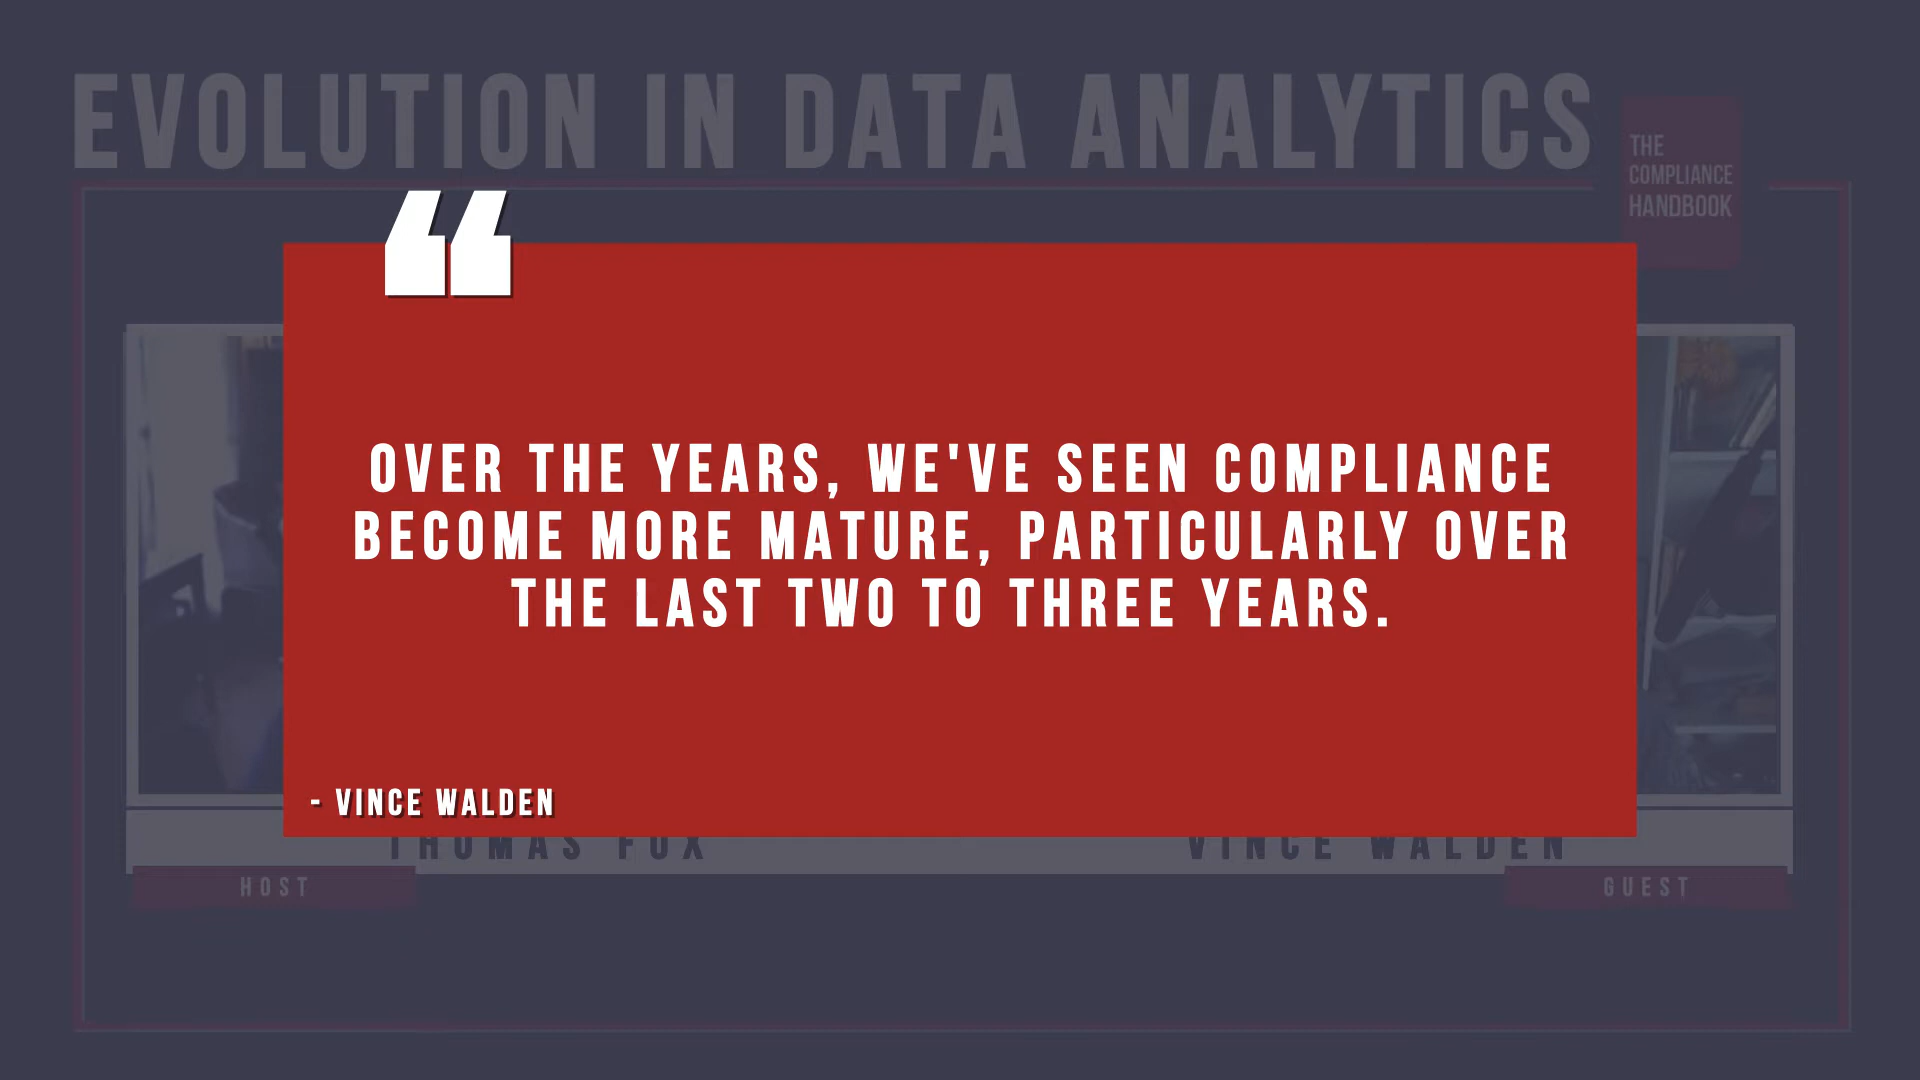 EVOLUTION IN DATA ANALYTICS
THE
COMPLIANCE
HANDBOOK
“
OVER THE YEARS, WE'VE SEEN COMPLIANCE
BECOME MORE MATURE, PARTICULARLY OVER
THE LAST TWO TO THREE YEARS.
- VINCE WALDEN
THOMAS FOX
VINCE WALDEN
HOST
GUEST